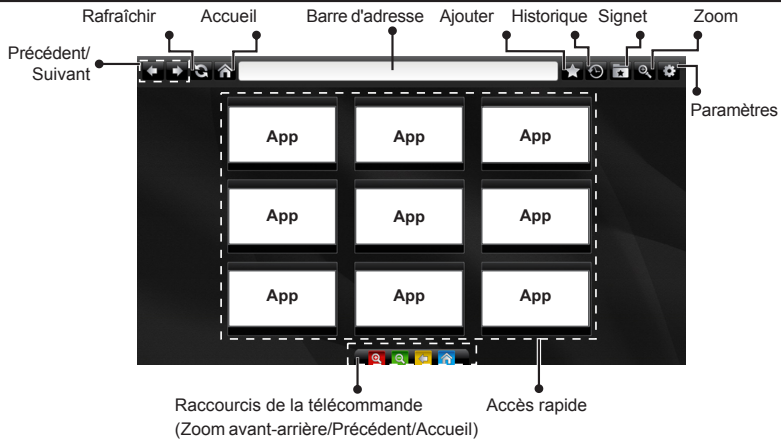 Rafraîchir Accueil Barre d'adresse Ajouter Historique Signet Zoom
Précédent/
Suivant
Paramètres
App App App
App App App
App App App
Raccourcis de la télécommande
(Zoom avant-arrière/Précédent/Accueil)
Accès rapide